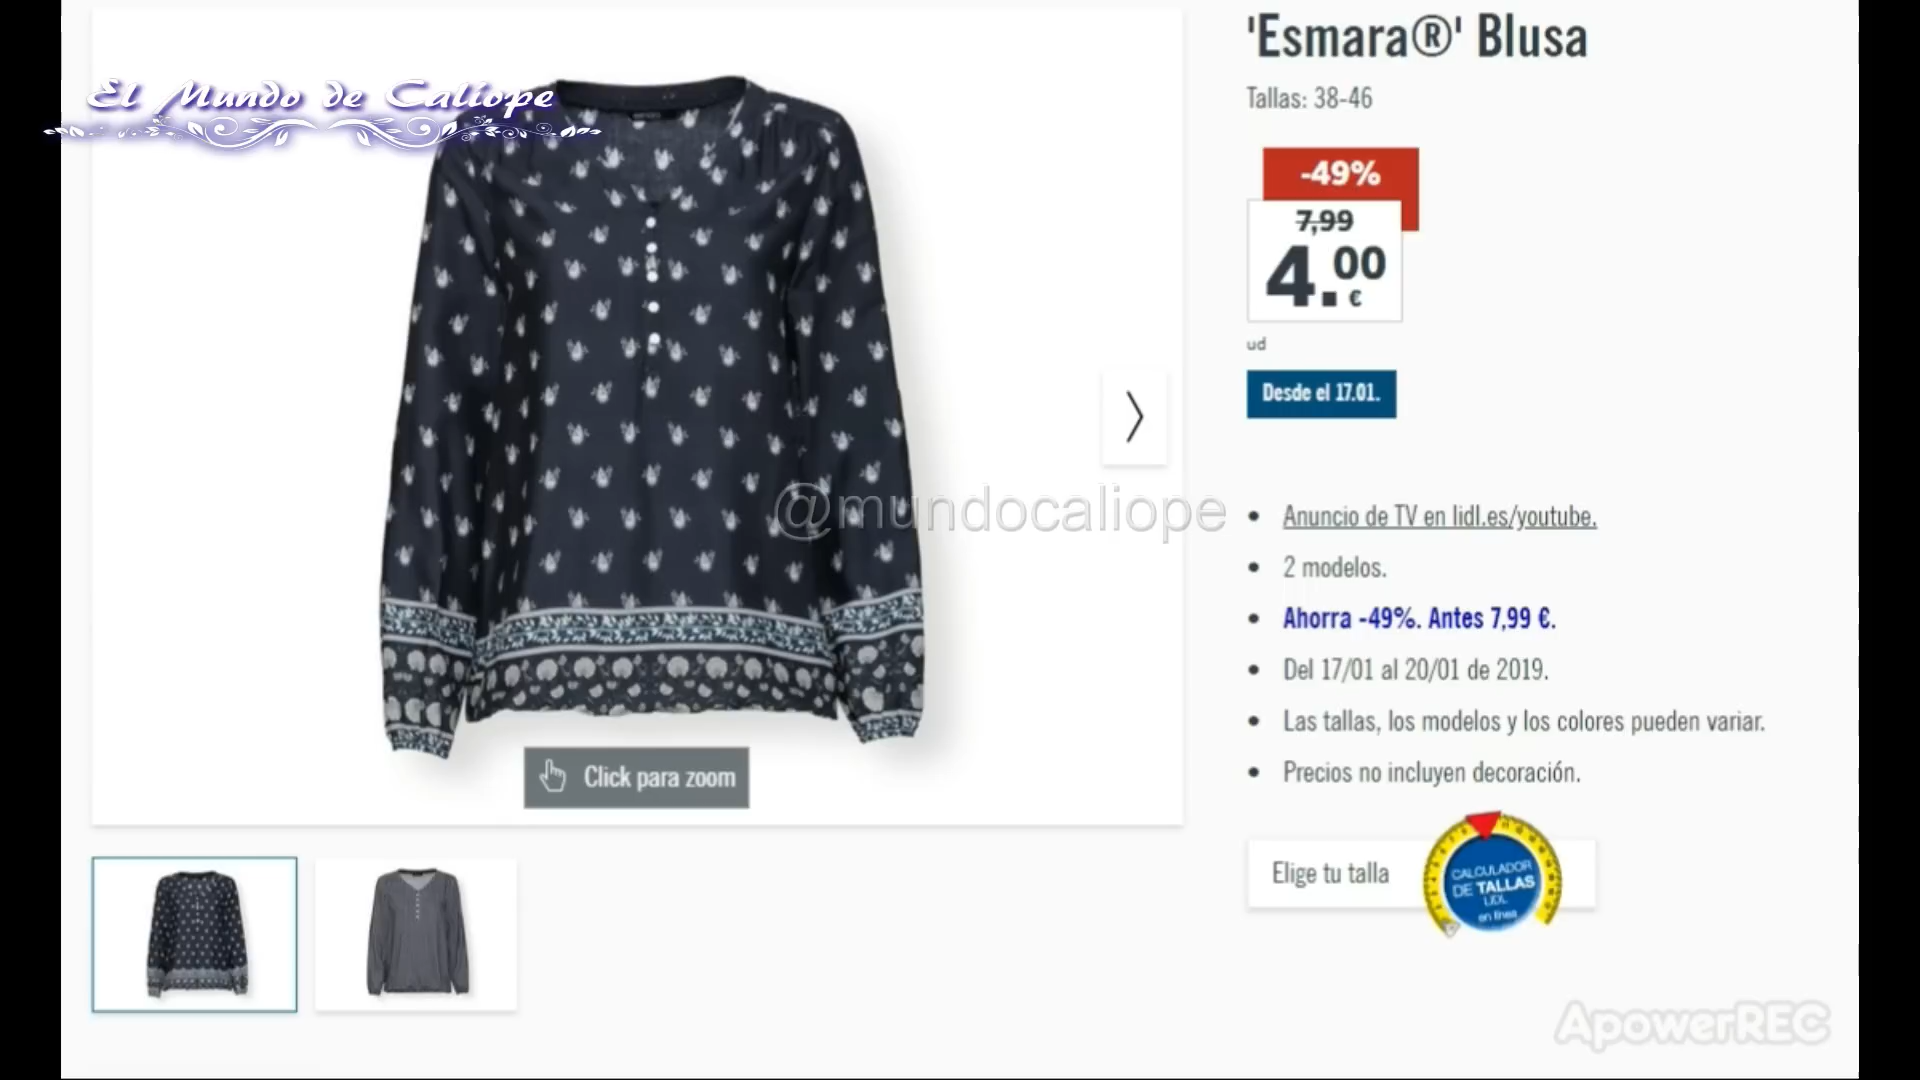 El Mundo de Caliope
'Esmara®' Blusa
Tallas: 38-46
-49%
7,99
4.00
€
ud
Desde el 17.01.
@mundocaliope
Anuncio de TV en lidl.es/youtube.
2 modelos.
Ahorra -49%. Antes 7,99 €.
Del 17/01 al 20/01 de 2019.
Las tallas, los modelos y los colores pueden variar.
Precios no incluyen decoración.
Click para zoom
Elige tu talla
CALCULADOR
DE TALLAS
LIDL
en línea
ApowerREC